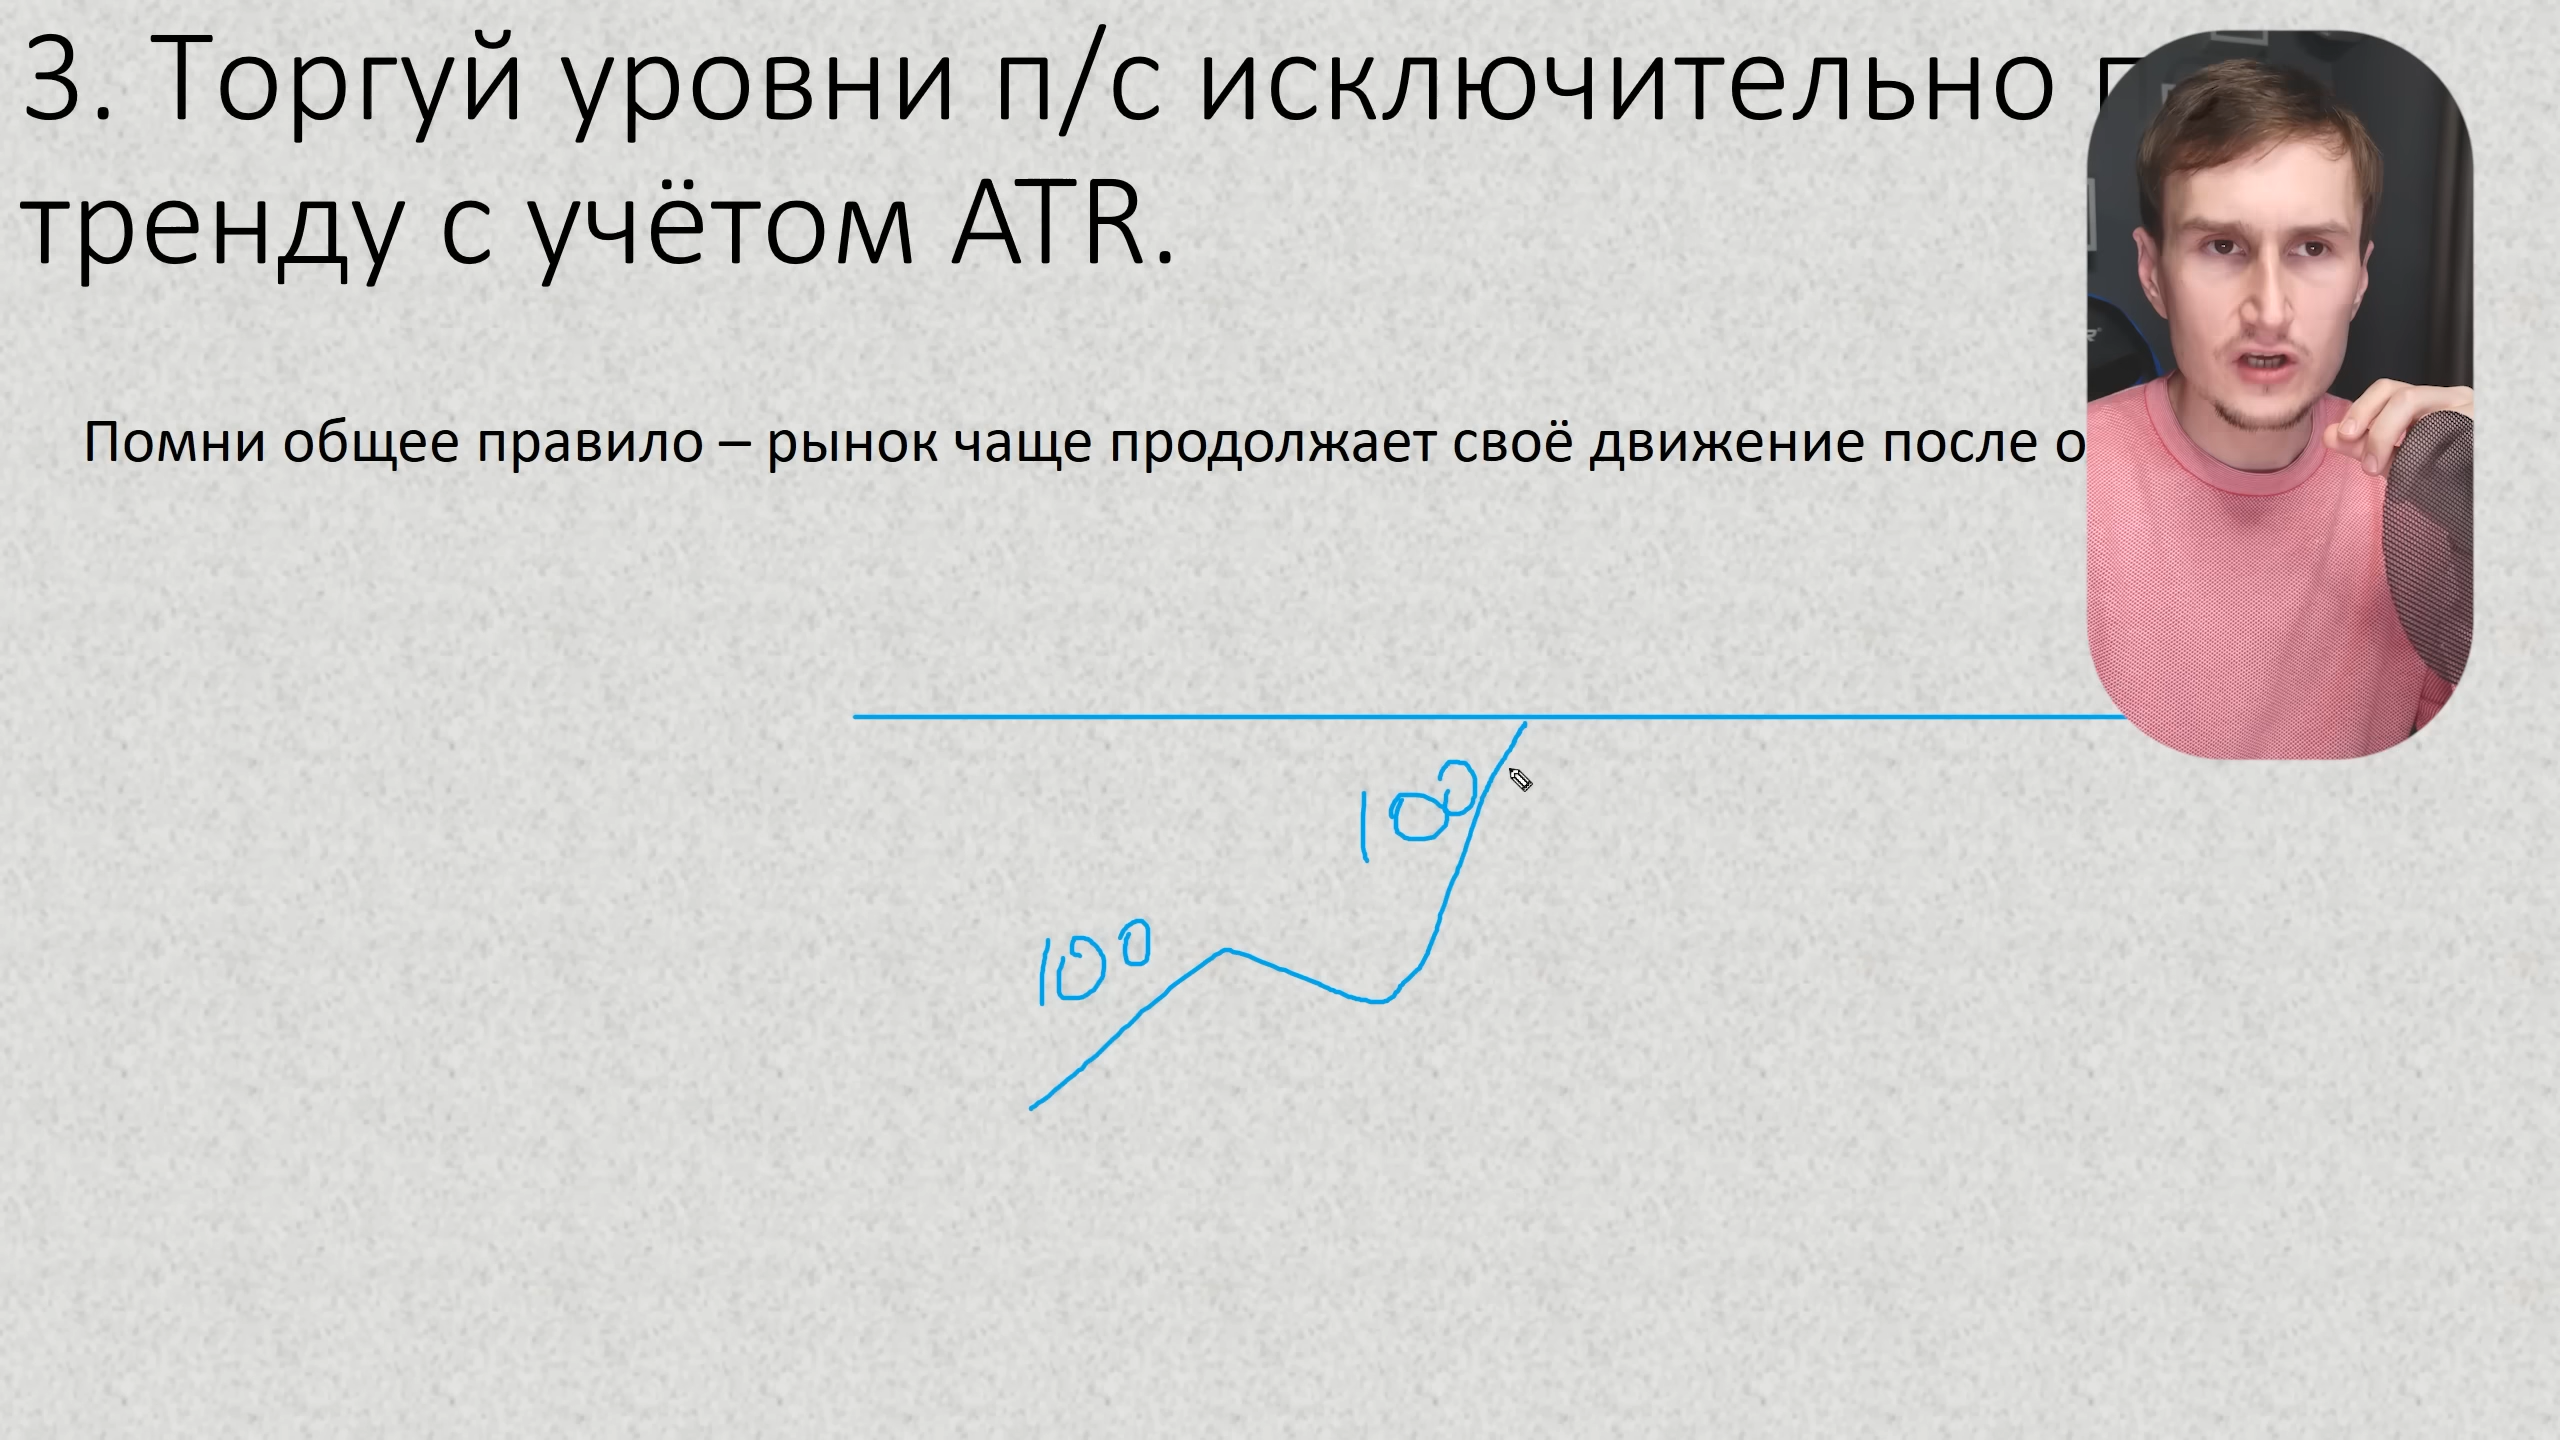 3. Торгуй уровни п/с исключительно
тренду с учётом ATR.
Помни общее правило – рынок чаще продолжает своё движение после
100
100